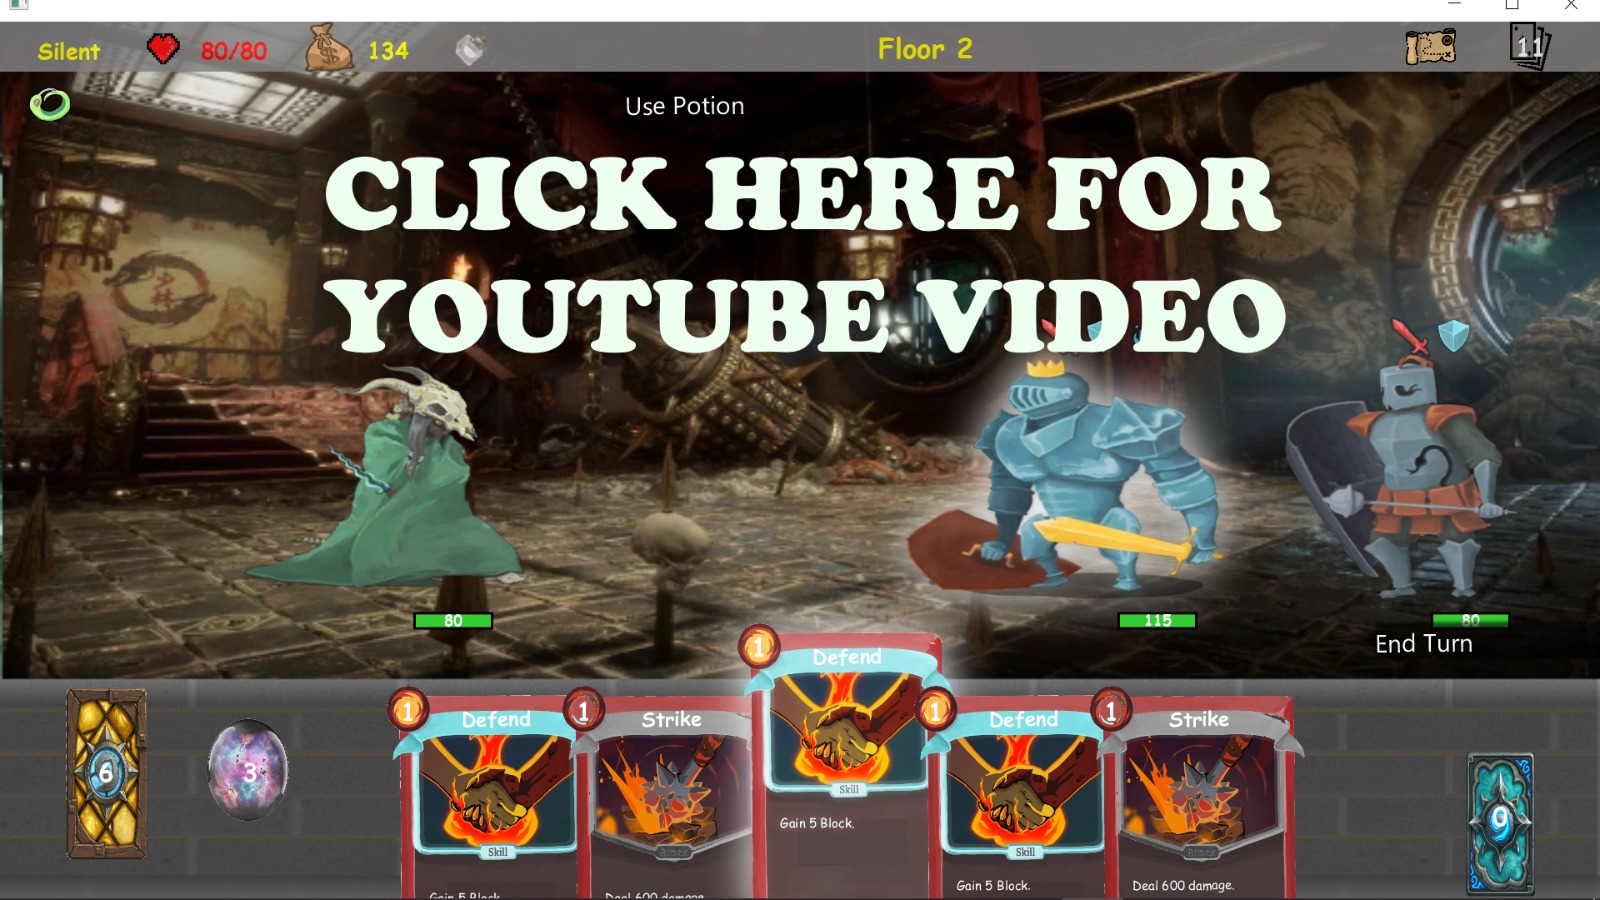 Silent 80/80 134 Floor 2 11
Use Potion
CLICK HERE FOR
YOUTUBE VIDEO
80 115 80
End Turn
1 Defend
1 Strike
1 Defend
1 Defend
1 Strike
6 3 9
Skill
Skill
Skill
Gain 5 Block.
Gain 5 Block.
Deal 600 damage.
Gain 5 Block.
Deal 600 damage.